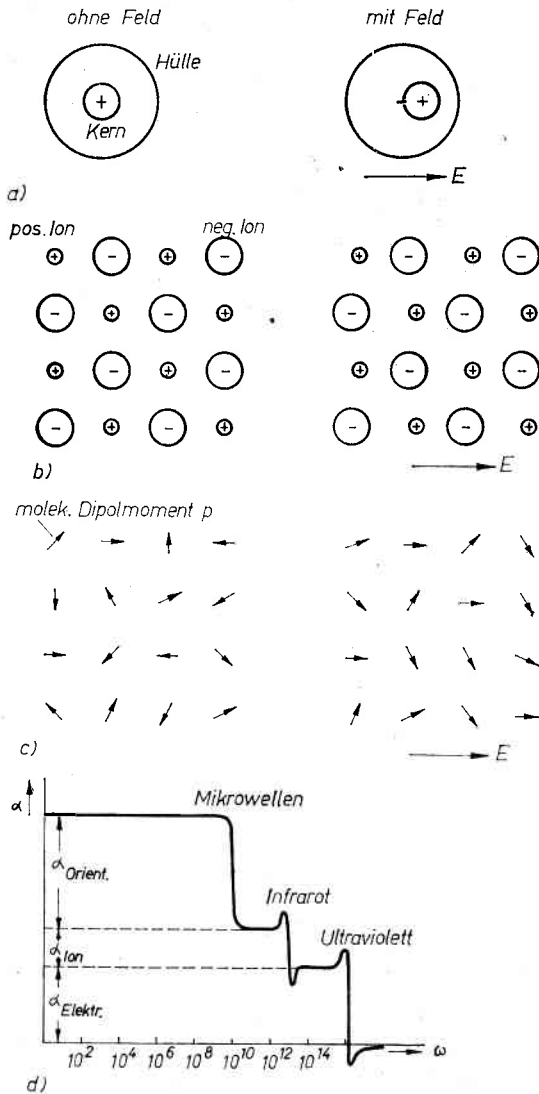 ohne Feld
mit Feld
Hülle
+
Kern
- +
E
a)
pos. Ion
neg. Ion
+ - + - + - + -
- + - + - + - +
+ - + - + - + -
- + - + - + - +
E
b)
molek. Dipolmoment p
c)
E
α
Mikrowellen
α Orient.
Infrarot
α Ion
Ultraviolett
α Elektr.
10² 10⁴ 10⁶ 10⁸ 10¹⁰ 10¹² 10¹⁴ ω
d)